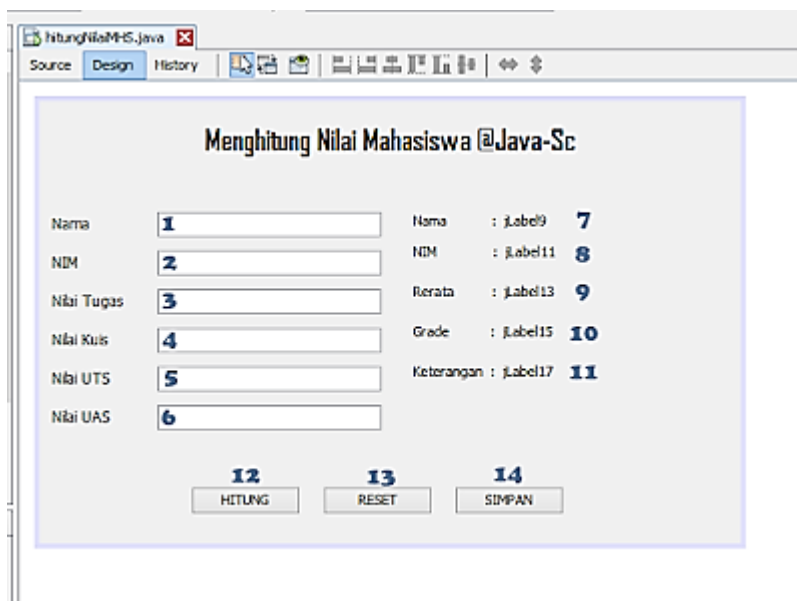 hitungNilaiMHS.java
Source Design History
Menghitung Nilai Mahasiswa @Java-Sc
Nama 1 Nama : jLabel9 7
NIM 2 NIM : jLabel11 8
Nilai Tugas 3 Rerata : jLabel13 9
Nilai Kuis 4 Grade : jLabel15 10
Nilai UTS 5 Keterangan : jLabel17 11
Nilai UAS 6
12 13 14
HITUNG RESET SIMPAN